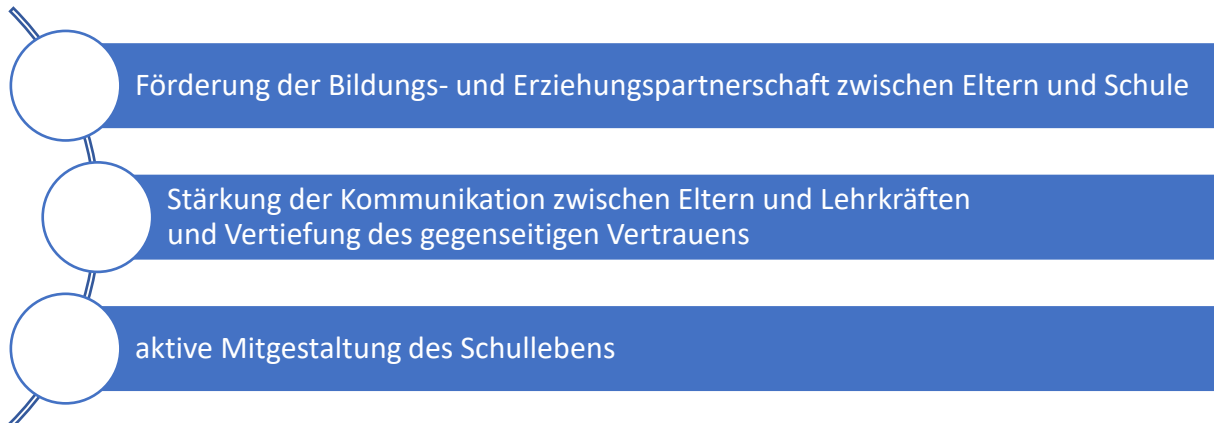 Förderung der Bildungs- und Erziehungspartnerschaft zwischen Eltern und Schule
Stärkung der Kommunikation zwischen Eltern und Lehrkräften
und Vertiefung des gegenseitigen Vertrauens
aktive Mitgestaltung des Schullebens